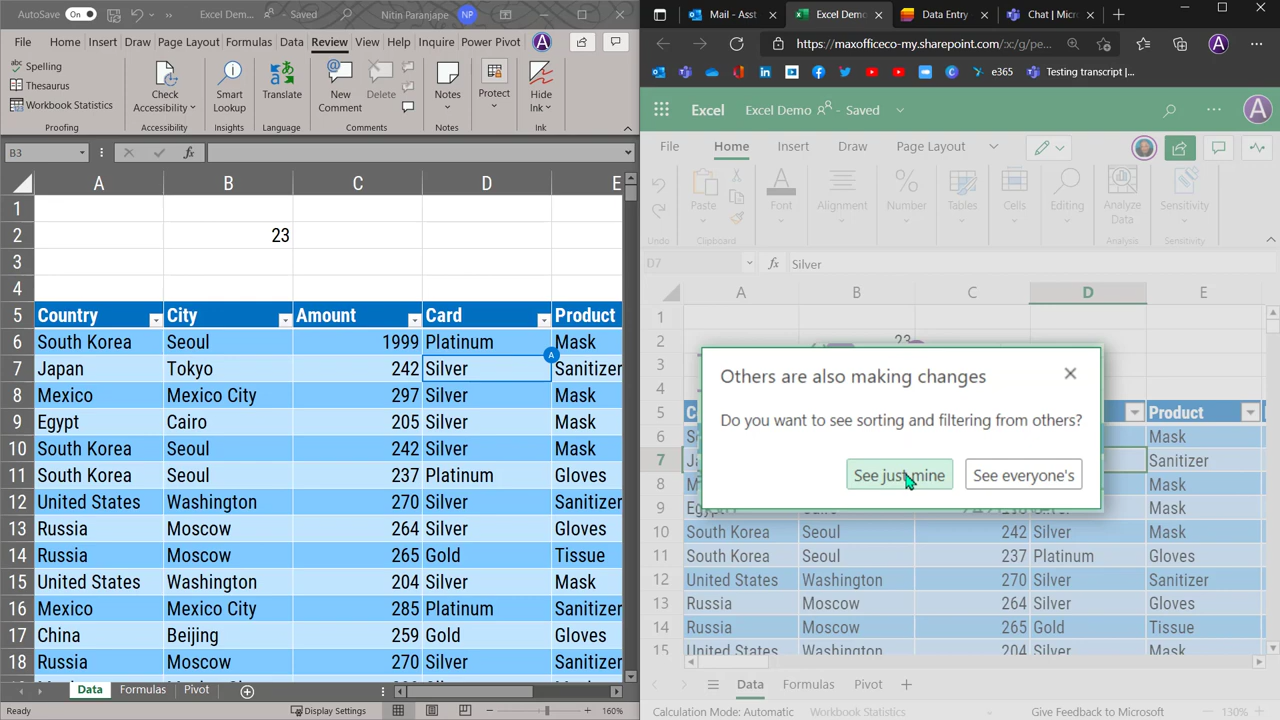 AutoSave On
Excel Demo... • Saved
Nitin Paranjape NP
File Home Insert Draw Page Layout Formulas Data Review View Help Inquire Power Pivot A
Spelling
Thesaurus
Workbook Statistics
Proofing
Check Accessibility
Accessibility
Smart Lookup
Insights
Translate
Language
New Comment
Delete
Comments
Notes
Notes
Protect
Hide Ink
Ink
B3
fx
A B C D E
1
2 23
3
4
5 Country City Amount Card Product
6 South Korea Seoul 1999 Platinum Mask
A
7 Japan Tokyo 242 Silver Sanitizer
8 Mexico Mexico City 297 Silver Mask
9 Egypt Cairo 205 Silver Mask
10 South Korea Seoul 242 Silver Mask
11 South Korea Seoul 237 Platinum Gloves
12 United States Washington 270 Silver Sanitizer
13 Russia Moscow 264 Silver Gloves
14 Russia Moscow 265 Gold Tissue
15 United States Washington 204 Silver Mask
16 Mexico Mexico City 285 Platinum Sanitizer
17 China Beijing 259 Gold Gloves
18 Russia Moscow 270 Silver Sanitizer
Data Formulas Pivot
Ready
Display Settings
160%
Mail - Asst
Excel Demo
Data Entry
Chat | Micr
https://maxofficeco-my.sharepoint.com/:x:/g/pe...
A
e365
Testing transcript |...
Excel
Excel Demo - Saved
A
File Home Insert Draw Page Layout
Undo
Paste
Clipboard
Font
Alignment
Number
Tables
Cells
Editing
Analyze Data
Analysis
Sensitivity
Sensitivity
D7
fx Silver
A B C D E
1
2 23
3
4
5 Product
6 Mask
7 Sanitizer
8 Mask
9 Mask
10 South Korea Seoul 242 Silver Mask
11 South Korea Seoul 237 Platinum Gloves
12 United States Washington 270 Silver Sanitizer
13 Russia Moscow 264 Silver Gloves
14 Russia Moscow 265 Gold Tissue
15 United States Washington 204 Silver Mask
Others are also making changes
Do you want to see sorting and filtering from others?
See just mine
See everyone's
Data Formulas Pivot
Calculation Mode: Automatic
Workbook Statistics
Give Feedback to Microsoft
130%